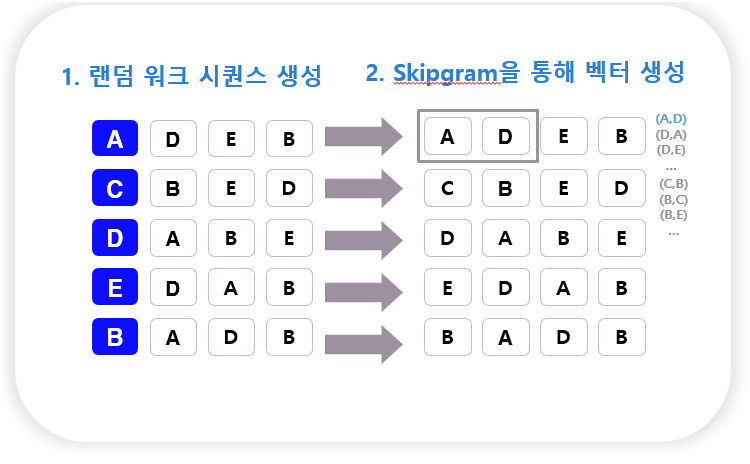 1. 랜덤 워크 시퀀스 생성
2. Skipgram을 통해 벡터 생성
A D E B
A D E B
C B E D
C B E D
D A B E
D A B E
E D A B
E D A B
B A D B
B A D B
(A,D)
(D,A)
(D,E)
...
(C,B)
(B,C)
(B,E)
...